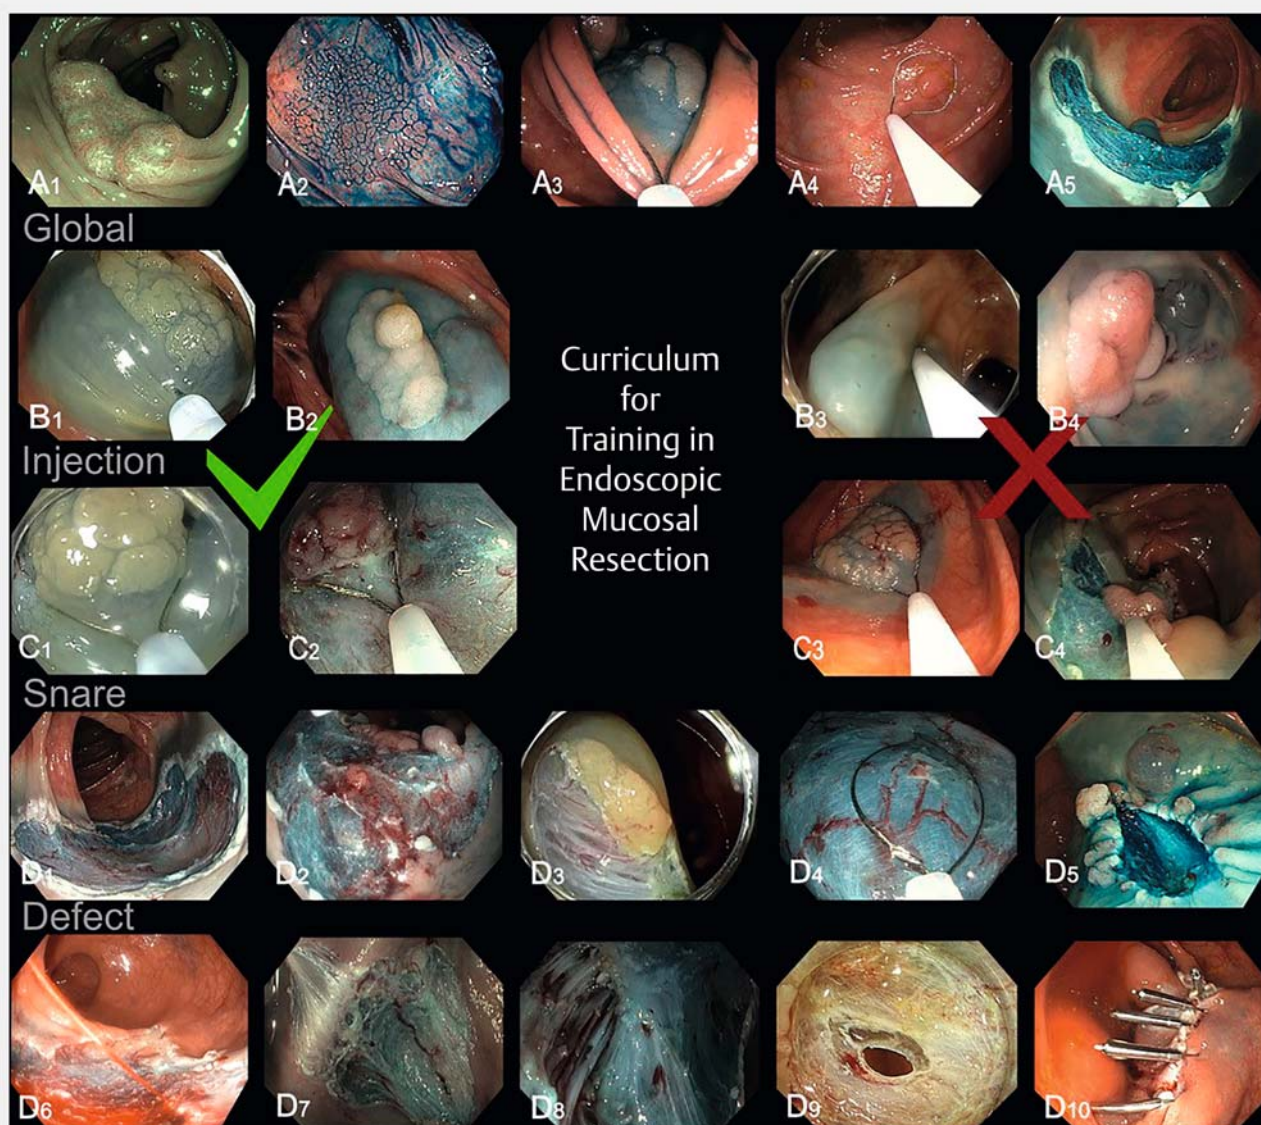 A1 A2 A3 A4 A5
Global
B1 B2 B3 B4
Curriculum
for
Training in
Endoscopic
Mucosal
Resection
Injection
C1 C2 C3 C4
Snare
D1 D2 D3 D4 D5
Defect
D6 D7 D8 D9 D10